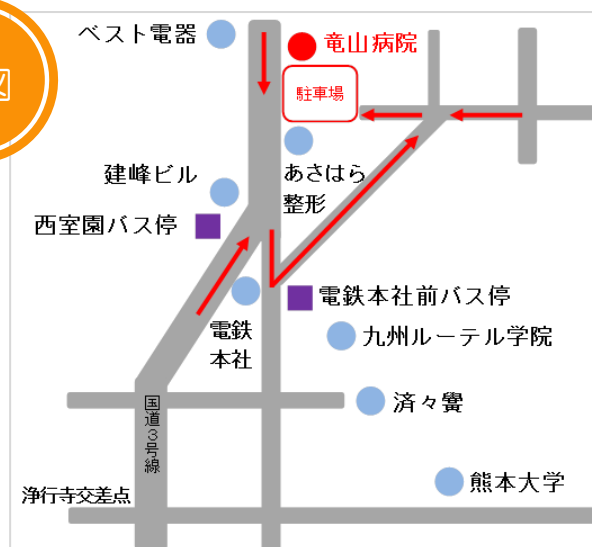 図
ベスト電器
竜山病院
駐車場
あさはら
整形
建峰ビル
西室園バス停
電鉄本社前バス停
電鉄
本社
九州ルーテル学院
済々黌
国道3号線
熊本大学
浄行寺交差点